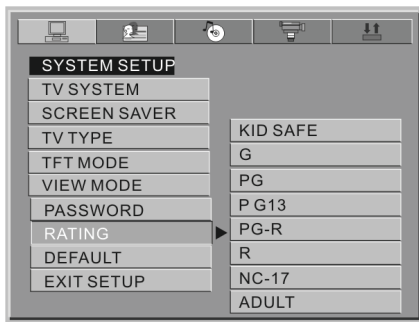 SYSTEM SETUP
TV SYSTEM
SCREEN SAVER
TV TYPE
TFT MODE
VIEW MODE
PASSWORD
RATING
DEFAULT
EXIT SETUP
KID SAFE
G
PG
P G13
PG-R
R
NC-17
ADULT